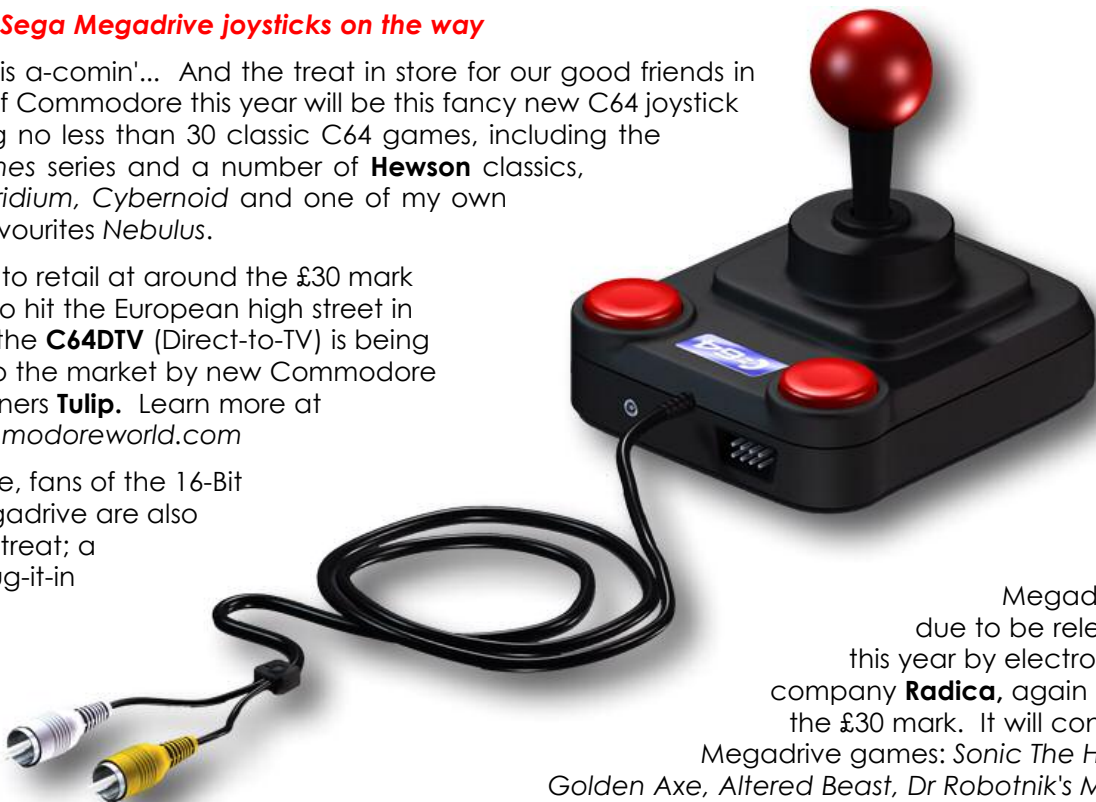 Sega Megadrive joysticks on the way
is a-comin'... And the treat in store for our good friends in
f Commodore this year will be this fancy new C64 joystick
g no less than 30 classic C64 games, including the
mes series and a number of Hewson classics,
ridium, Cybernoid and one of my own
vourites Nebulus.
to retail at around the £30 mark
o hit the European high street in
the C64DTV (Direct-to-TV) is being
o the market by new Commodore
ners Tulip. Learn more at
modoreworld.com
e, fans of the 16-Bit
gadrive are also
treat; a
ug-it-in
C=64
Megad
due to be rele
this year by electro
company Radica, again
the £30 mark. It will con
Megadrive games: Sonic The H
Golden Axe, Altered Beast, Dr Robotnik's M